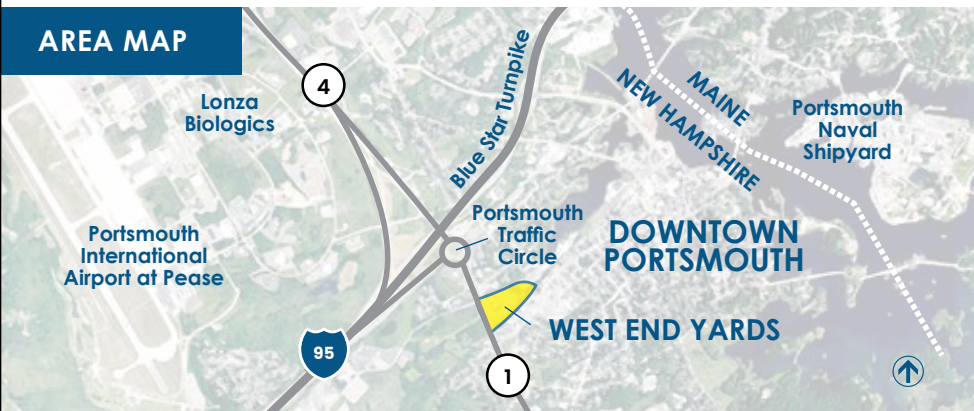 AREA MAP
4
Lonza
Biologics
Blue Star Turnpike
MAINE
NEW HAMPSHIRE
Portsmouth
Naval
Shipyard
Portsmouth
International
Airport at Pease
Portsmouth
Traffic
Circle
DOWNTOWN
PORTSMOUTH
WEST END YARDS
95
1